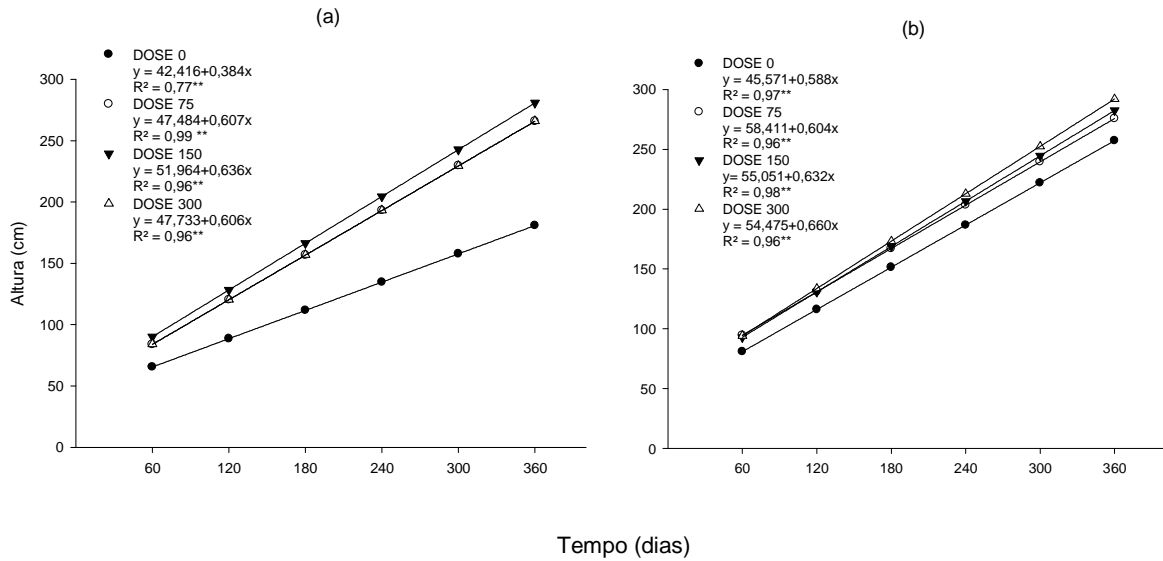 (a)
DOSE 0
y = 42,416+0,384x
R² = 0,77**
DOSE 75
y = 47,484+0,607x
R² = 0,99 **
DOSE 150
y = 51,964+0,636x
R² = 0,96**
DOSE 300
y = 47,733+0,606x
R² = 0,96**
Altura (cm)
300
250
200
150
100
50
0
60 120 180 240 300 360
(b)
DOSE 0
y = 45,571+0,588x
R² = 0,97**
DOSE 75
y = 58,411+0,604x
R² = 0,96**
DOSE 150
y= 55,051+0,632x
R² = 0,98**
DOSE 300
y = 54,475+0,660x
R² = 0,96**
300
250
200
150
100
50
0
60 120 180 240 300 360
Tempo (dias)